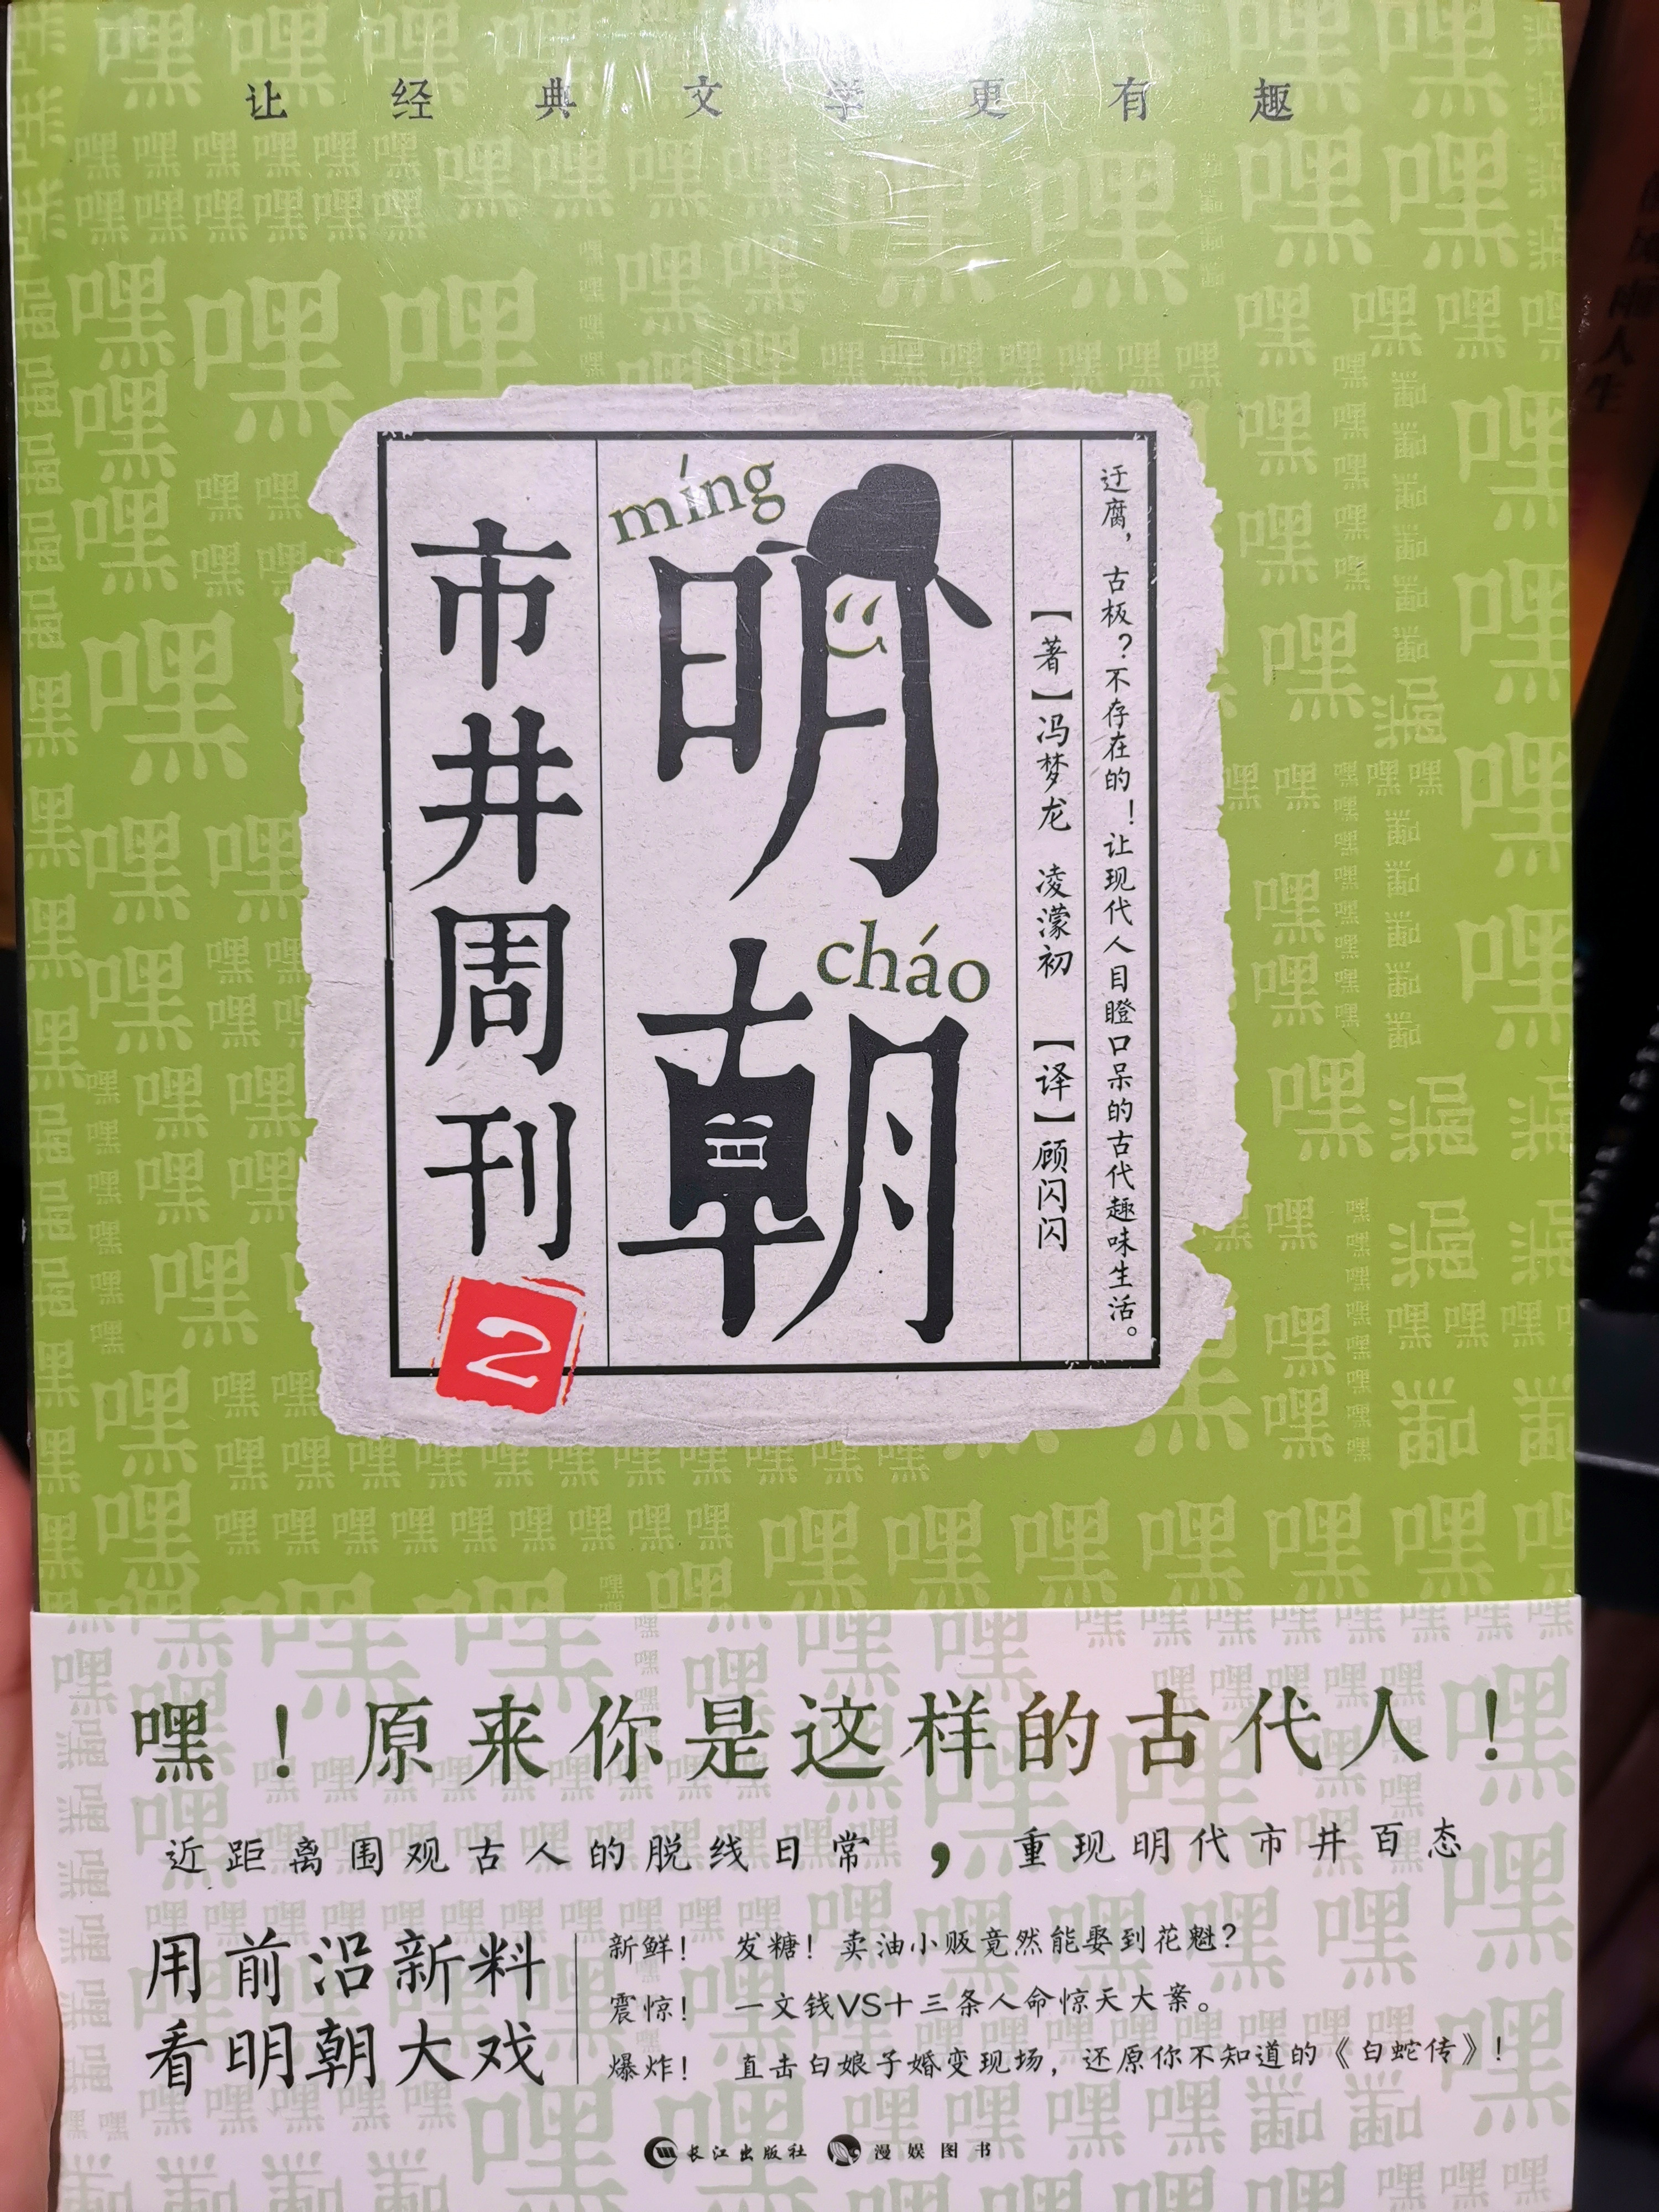 让经典文学更有趣
迂腐，古板？不存在的！让现代人目瞪口呆的古代趣味生活。
【著】冯梦龙 凌濛初 【译】顾闪闪
míng
明
cháo
朝
市井周刊
2
嘿！原来你是这样的古代人！
近距离围观古人的脱线日常，重现明代市井百态
用前沿新料
看明朝大戏
新鲜！ 发糖！卖油小贩竟然能娶到花魁？
震惊！ 一文钱VS十三条人命惊天大案。
爆炸！ 直击白娘子婚变现场，还原你不知道的《白蛇传》！
长江出版社 漫娱图书